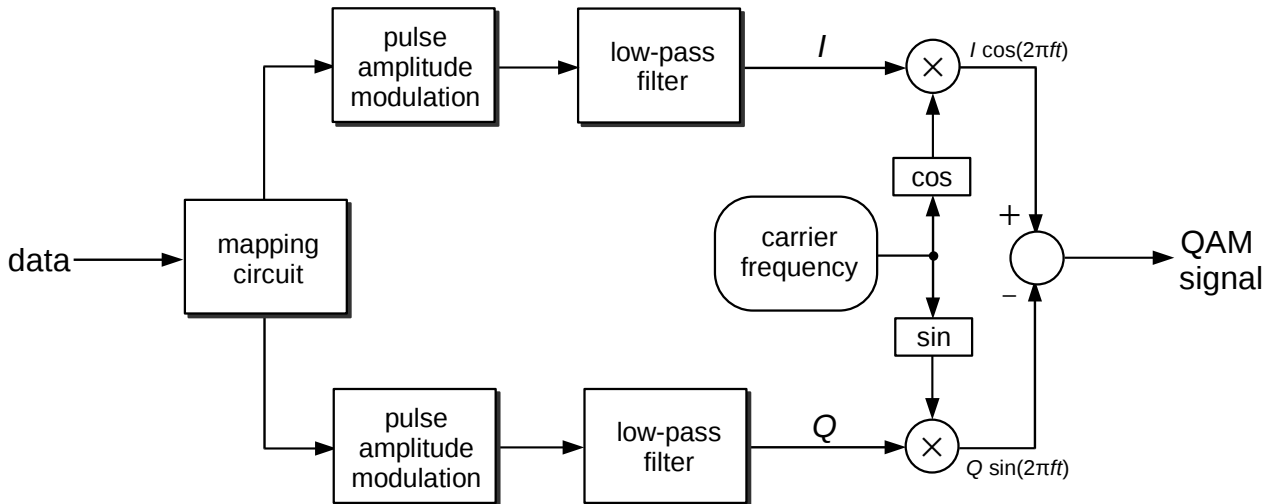 pulse
amplitude
modulation
low-pass
filter
I
×
I cos(2πft)
cos
data
mapping
circuit
carrier
frequency
+
−
QAM
signal
sin
pulse
amplitude
modulation
low-pass
filter
Q
×
Q sin(2πft)